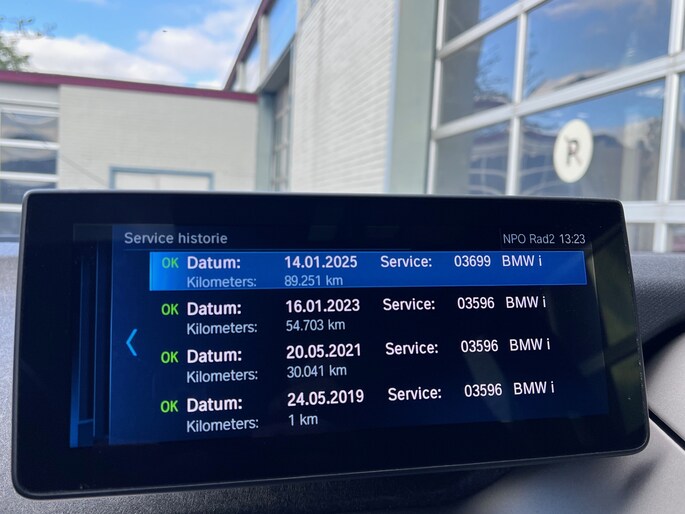 R
Service historie NPO Rad2 13:23
OK Datum: 14.01.2025 Service: 03699 BMW i
Kilometers: 89.251 km
OK Datum: 16.01.2023 Service: 03596 BMW i
Kilometers: 54.703 km
OK Datum: 20.05.2021 Service: 03596 BMW i
Kilometers: 30.041 km
OK Datum: 24.05.2019 Service: 03596 BMW i
Kilometers: 1 km